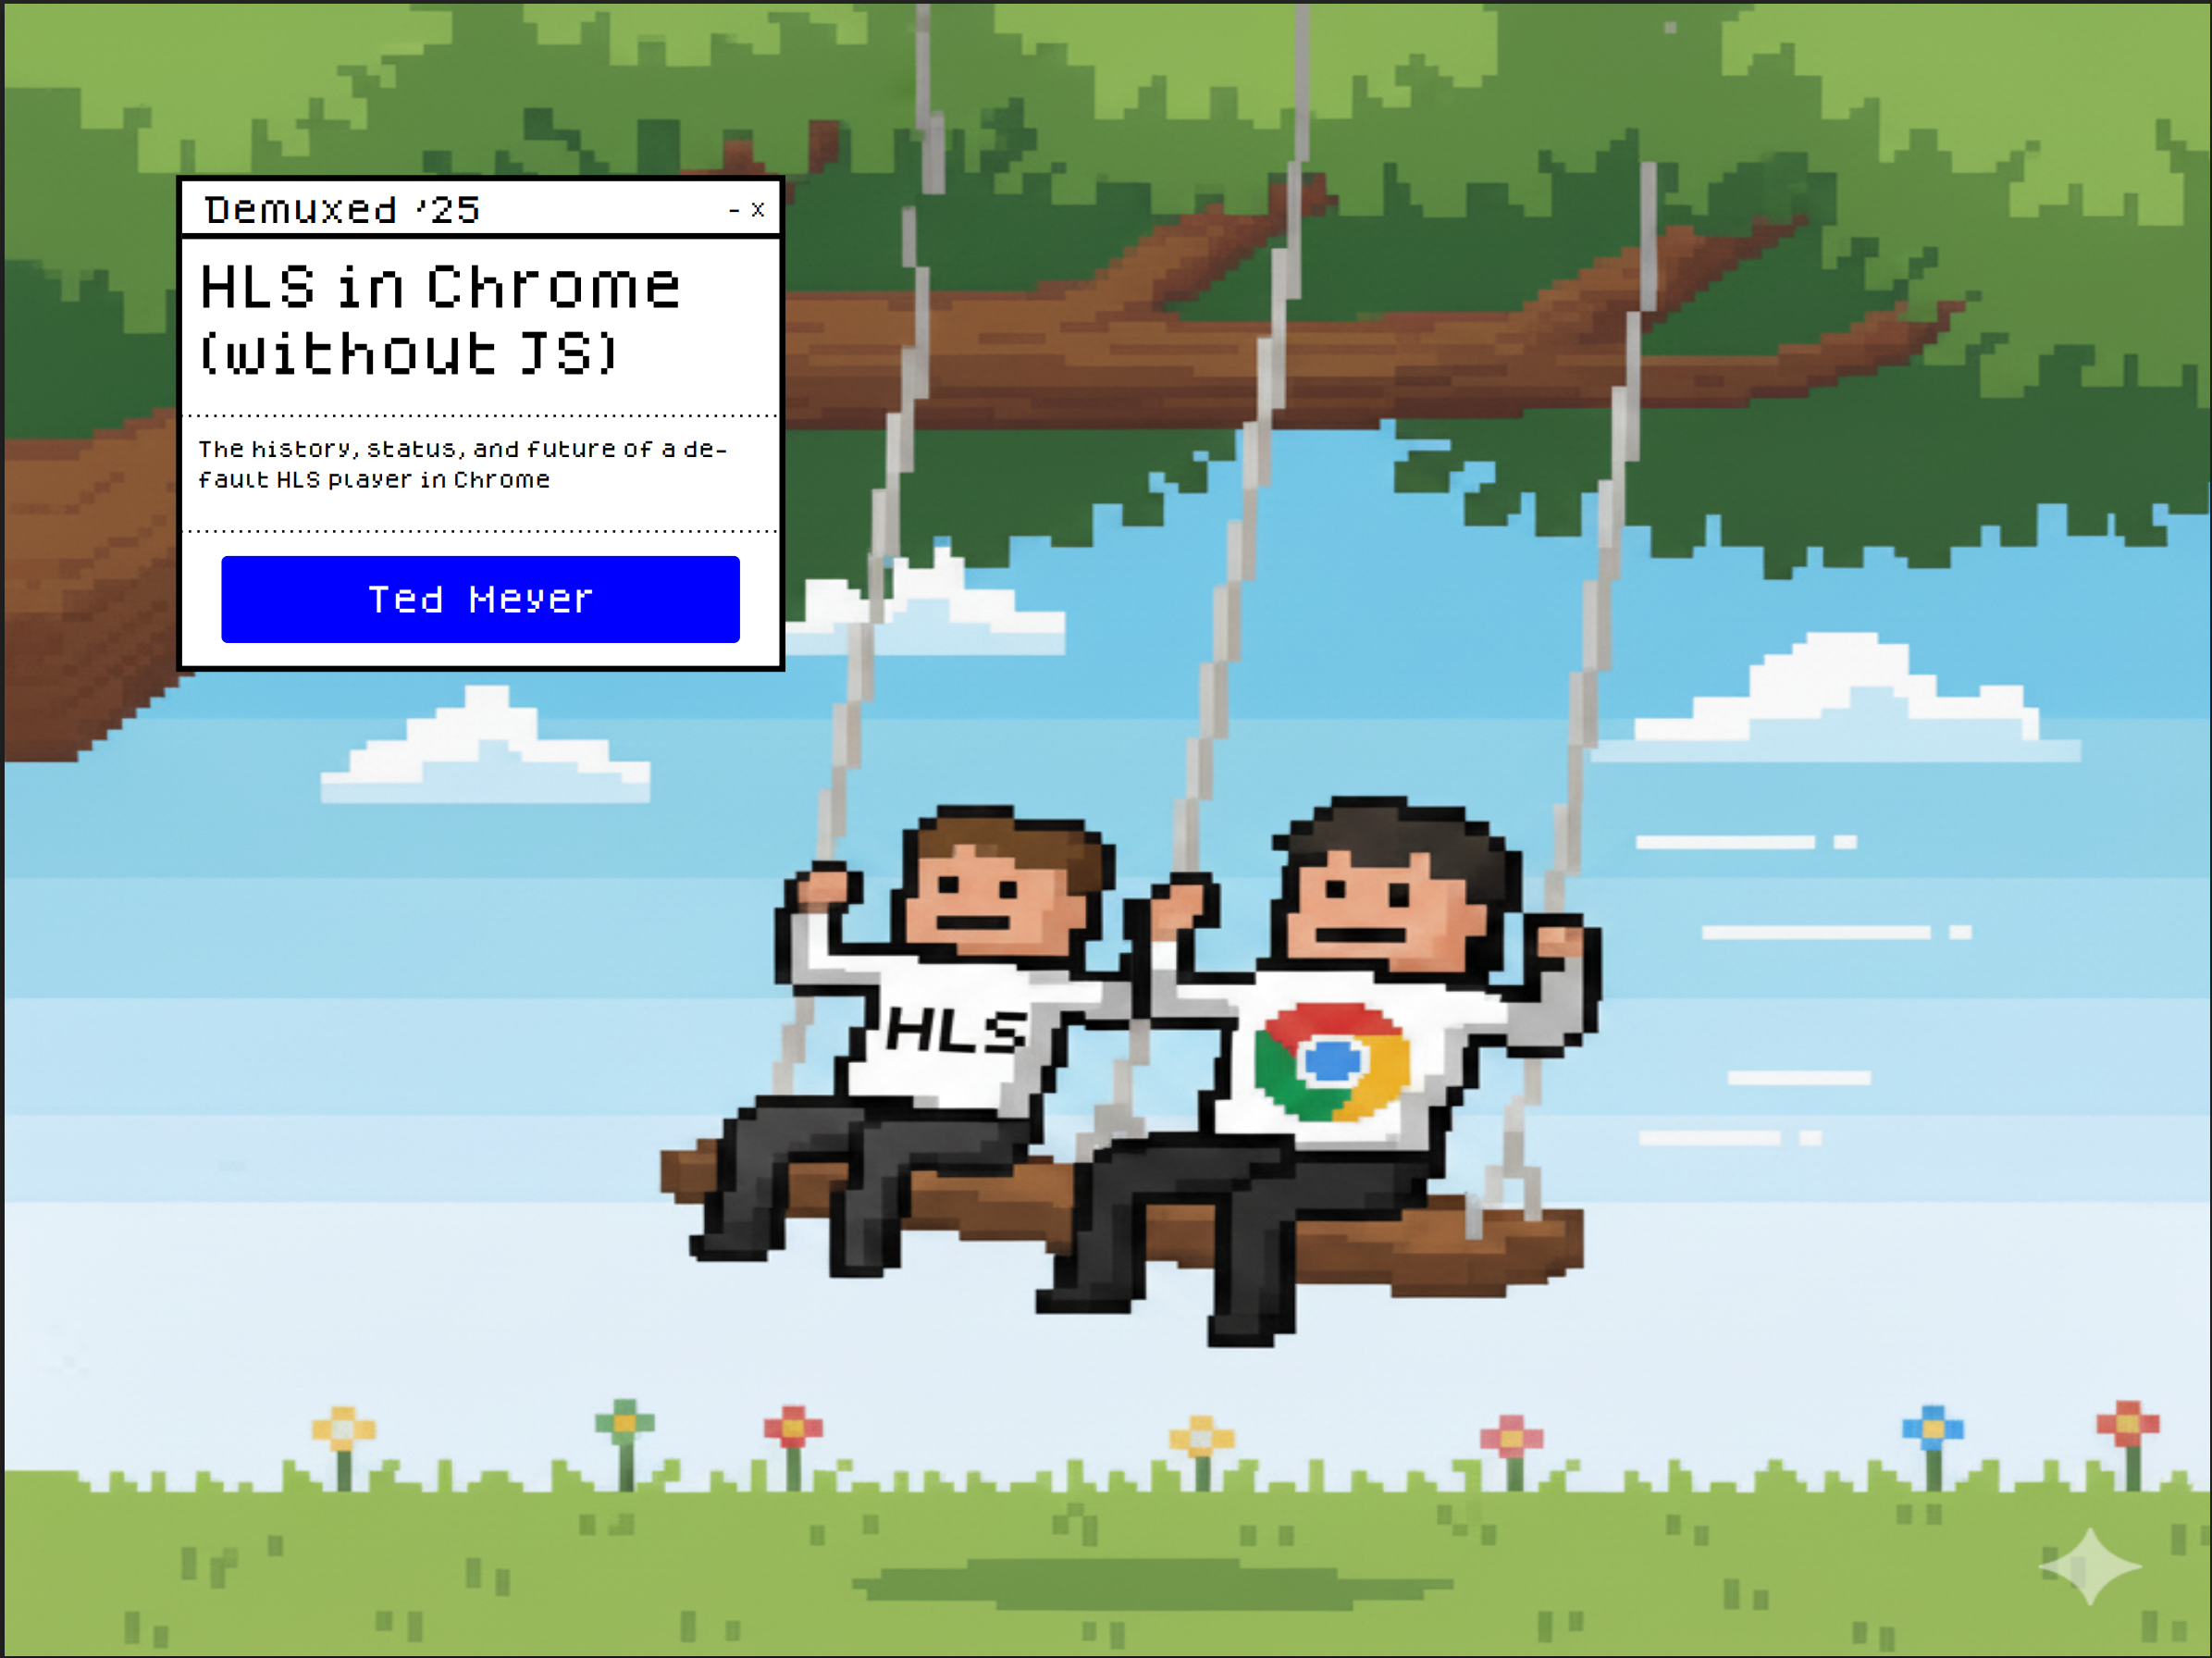 Demuxed '25
- x
HLS in Chrome
(without JS)
The history, status, and future of a de-
fault HLS player in Chrome
Ted Meyer
HLS